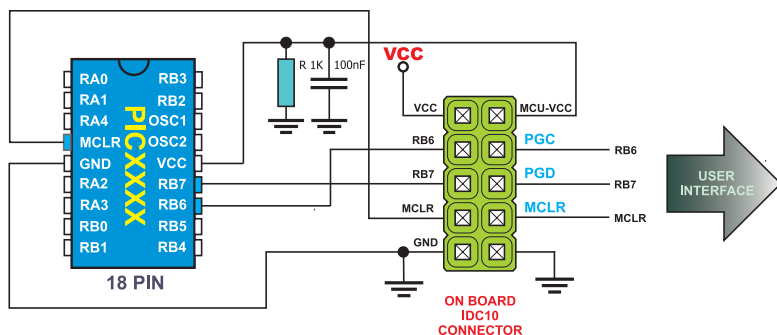 R 1K
100nF
VCC
RA0
RA1
RA4
MCLR
GND
RA2
RA3
RB0
RB1
PICXXXX
RB3
RB2
OSC1
OSC2
VCC
RB7
RB6
RB5
RB4
18 PIN
VCC
RB6
RB7
MCLR
GND
MCU-VCC
PGC
PGD
MCLR
RB6
RB7
MCLR
ON BOARD
IDC10
CONNECTOR
USER
INTERFACE